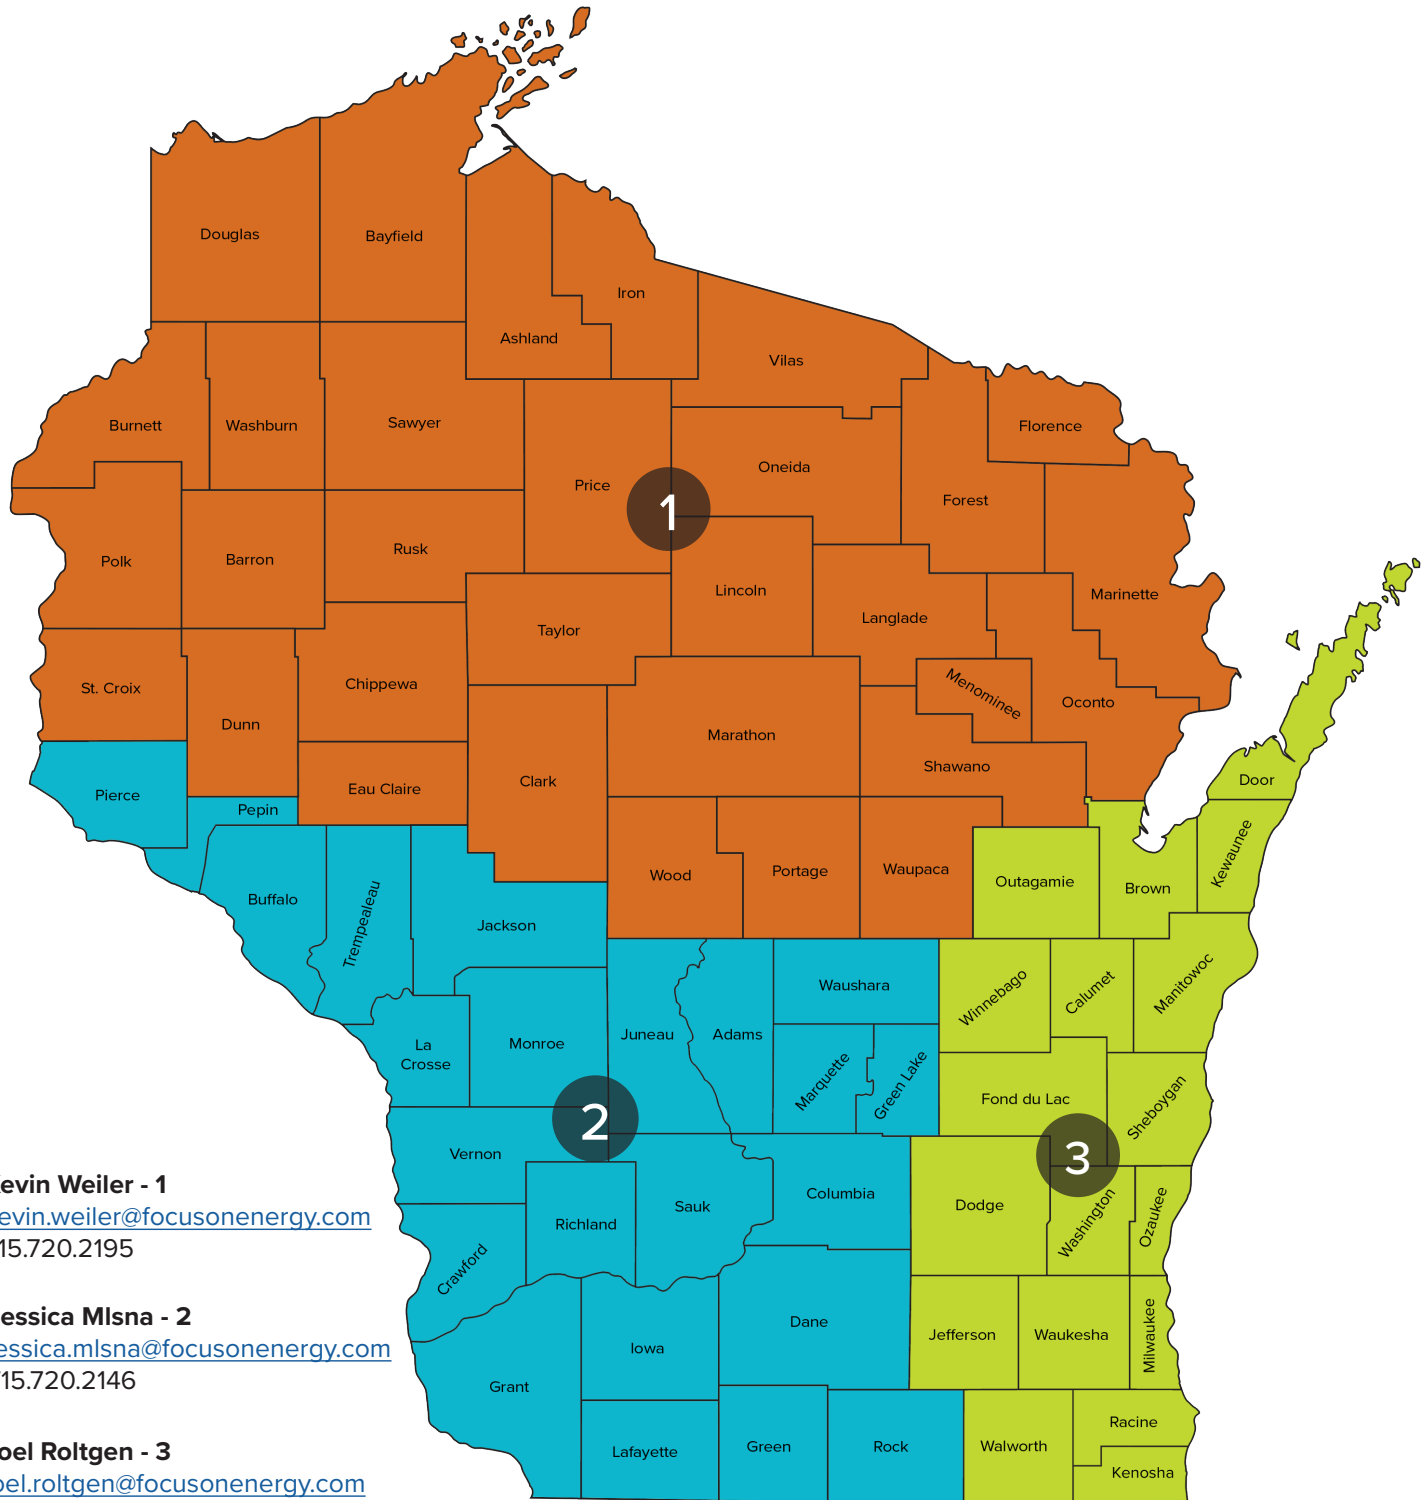 Douglas
Bayfield
Iron
Ashland
Vilas
Burnett
Washburn
Sawyer
Florence
Price
Oneida
Forest
1
Polk
Barron
Rusk
Lincoln
Marinette
Taylor
Langlade
St. Croix
Chippewa
Menominee
Oconto
Dunn
Marathon
Shawano
Clark
Eau Claire
Door
Pierce
Pepin
Kewaunee
Wood
Portage
Waupaca
Outagamie
Brown
Buffalo
Trempealeau
Jackson
Waushara
Winnebago
Calumet
Manitowoc
La
Crosse
Monroe
Juneau
Adams
Marquette
Green Lake
Fond du Lac
Sheboygan
2
3
Vernon
Columbia
Dodge
Washington
Ozaukee
Sauk
Richland
Crawford
Dane
Jefferson
Waukesha
Milwaukee
Iowa
Grant
Lafayette
Green
Rock
Walworth
Racine
Kenosha
evin Weiler - 1
evin.weiler@focusonenergy.com
15.720.2195
essica Mlsna - 2
essica.mlsna@focusonenergy.com
15.720.2146
oel Roltgen - 3
oel.roltgen@focusonenergy.com